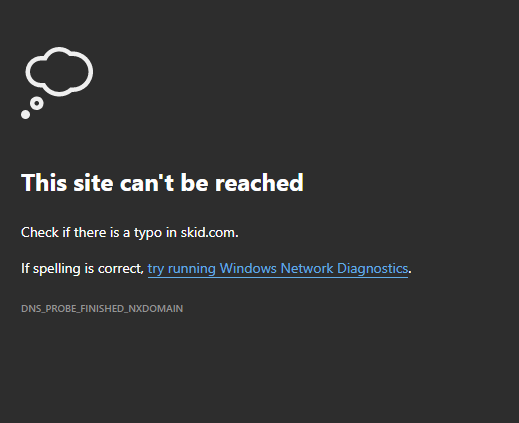 This site can't be reached
Check if there is a typo in skid.com.
If spelling is correct, try running Windows Network Diagnostics.
DNS_PROBE_FINISHED_NXDOMAIN